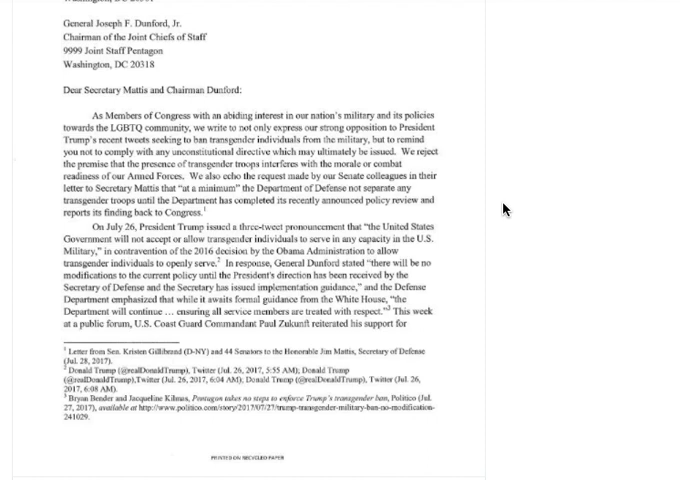 General Joseph F. Dunford, Jr.
Chairman of the Joint Chiefs of Staff
9999 Joint Staff Pentagon
Washington, DC 20318
Dear Secretary Mattis and Chairman Dunford:
As Members of Congress with an abiding interest in our nation's military and its policies
towards the LGBTQ community, we write to not only express our strong opposition to President
Trump's recent tweets seeking to ban transgender individuals from the military, but to remind
you not to comply with any unconstitutional directive which may ultimately be issued. We reject
the premise that the presence of transgender troops interferes with the morale or combat
readiness of our Armed Forces. We also echo the request made by our Senate colleagues in their
letter to Secretary Mattis that "at a minimum" the Department of Defense not separate any
transgender troops until the Department has completed its recently announced policy review and
reports its finding back to Congress.1
On July 26, President Trump issued a three-tweet pronouncement that "the United States
Government will not accept or allow transgender individuals to serve in any capacity in the U.S.
Military," in contravention of the 2016 decision by the Obama Administration to allow
transgender individuals to openly serve.2 In response, General Dunford stated "there will be no
modifications to the current policy until the President's direction has been received by the
Secretary of Defense and the Secretary has issued implementation guidance," and the Defense
Department emphasized that while it awaits formal guidance from the White House, "the
Department will continue … ensuring all service members are treated with respect."3 This week
at a public forum, U.S. Coast Guard Commandant Paul Zukunft reiterated his support for
1 Letter from Sen. Kristen Gillibrand (D-NY) and 44 Senators to the Honorable Jim Mattis, Secretary of Defense
(Jul. 28, 2017).
2 Donald Trump (@realDonaldTrump), Twitter (Jul. 26, 2017, 5:55 AM); Donald Trump
(@realDonaldTrump),Twitter (Jul. 26, 2017, 6:04 AM); Donald Trump (@realDonaldTrump), Twitter (Jul. 26,
2017, 6:08 AM).
3 Bryan Bender and Jacqueline Klimas, Pentagon takes no steps to enforce Trump's transgender ban, Politico (Jul.
27, 2017), available at http://www.politico.com/story/2017/07/27/trump-transgender-military-ban-no-modification-
241029.
PRINTED ON RECYCLED PAPER